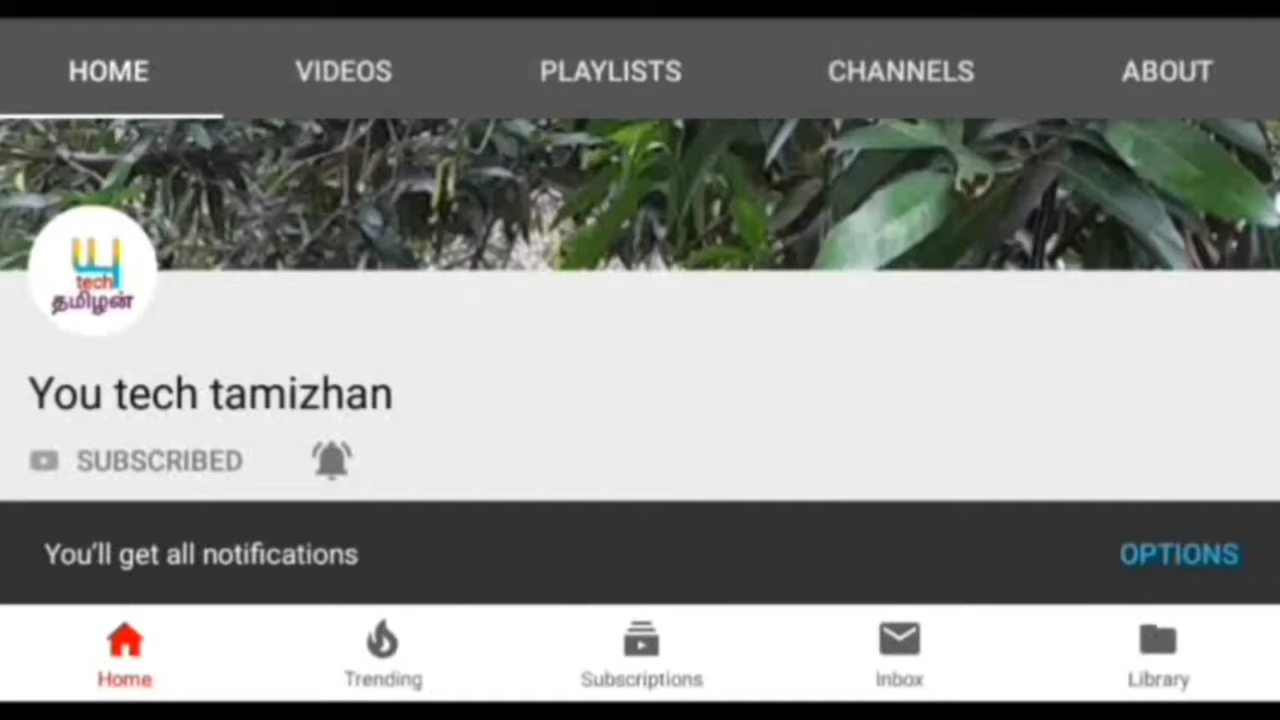 HOME VIDEOS PLAYLISTS CHANNELS ABOUT
tech
தமிழன்
You tech tamizhan
SUBSCRIBED
You'll get all notifications OPTIONS
Home Trending Subscriptions Inbox Library